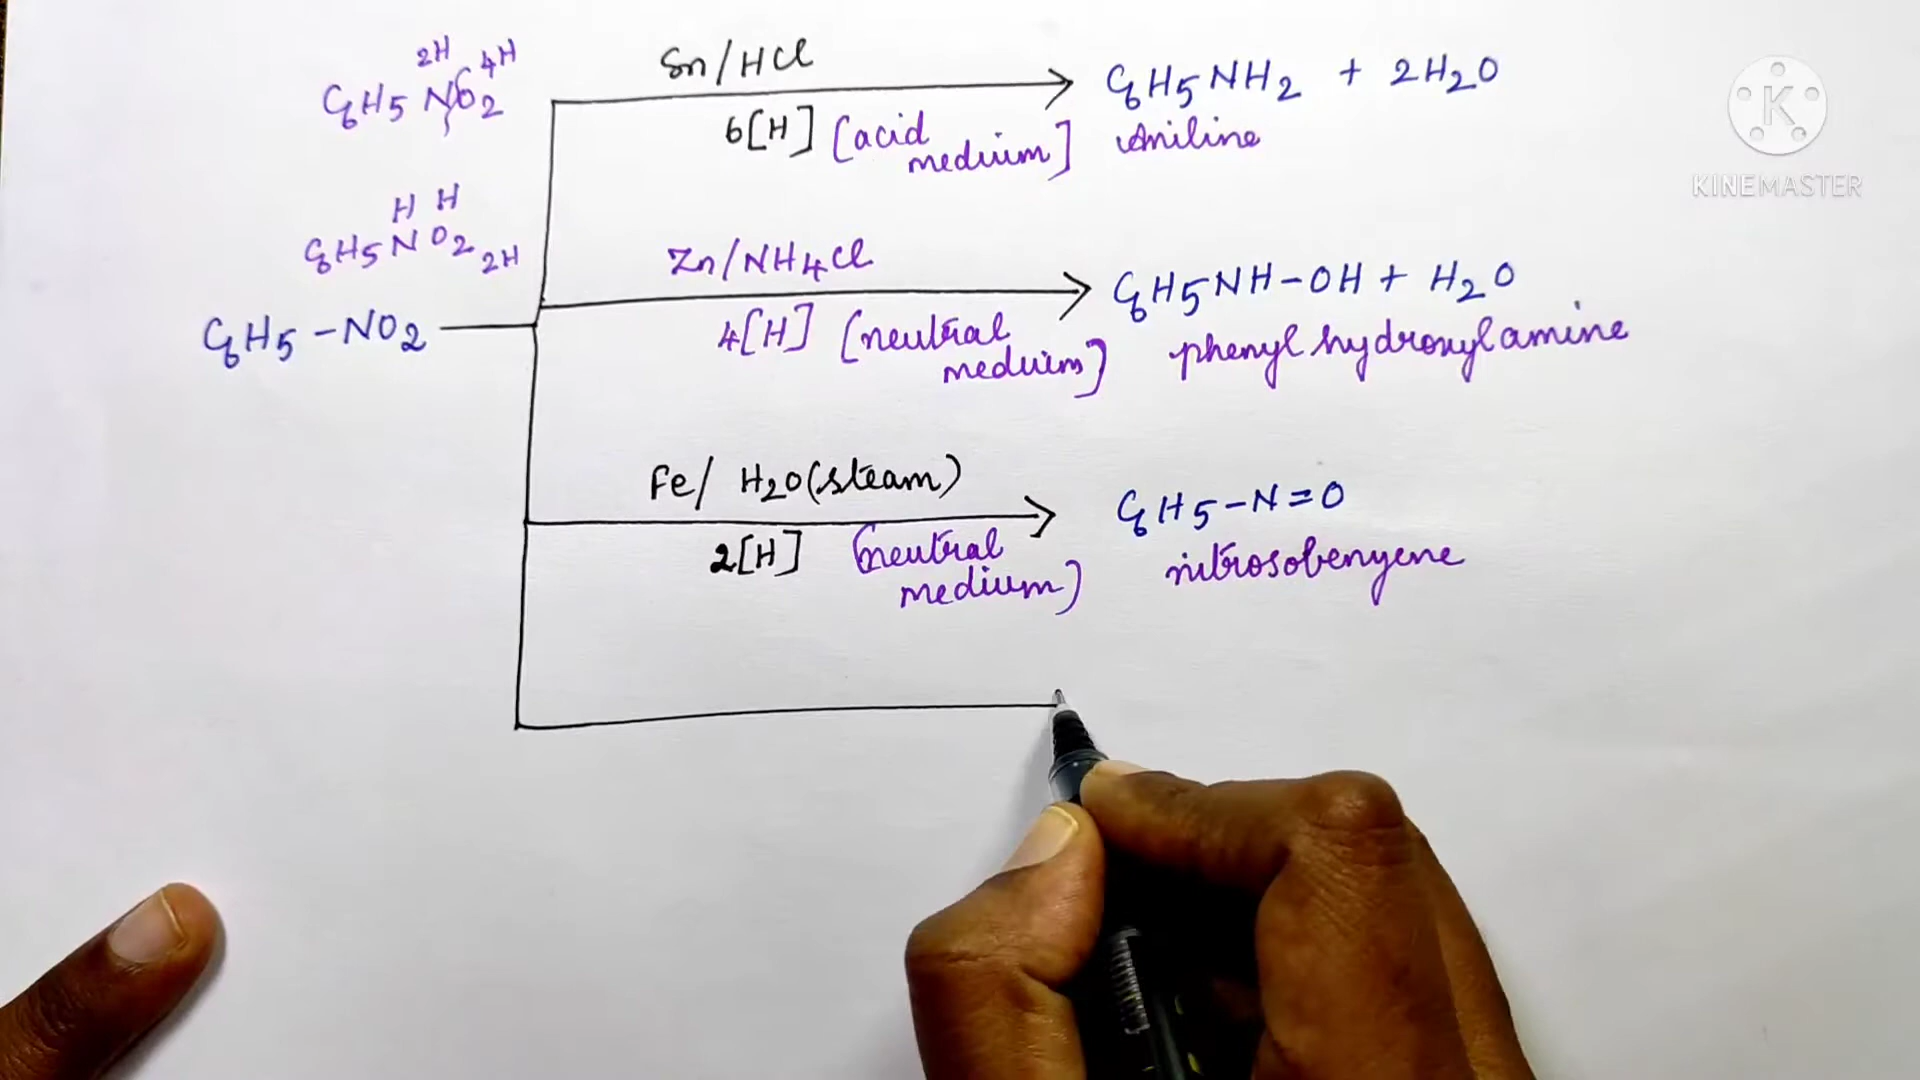 2H 4H
C6H5 NO2
Sn/HCl
6[H] [acid medium]
C6H5NH2 + 2H2O
Aniline
H H
C6H5 N O2 2H
C6H5-NO2
Zn/NH4Cl
4[H] [neutral medium]
C6H5NH-OH + H2O
phenyl hydroxylamine
Fe/ H2O(steam)
2[H] (neutral medium)
C6H5-N=O
nitrosobenzene
K
KINEMASTER